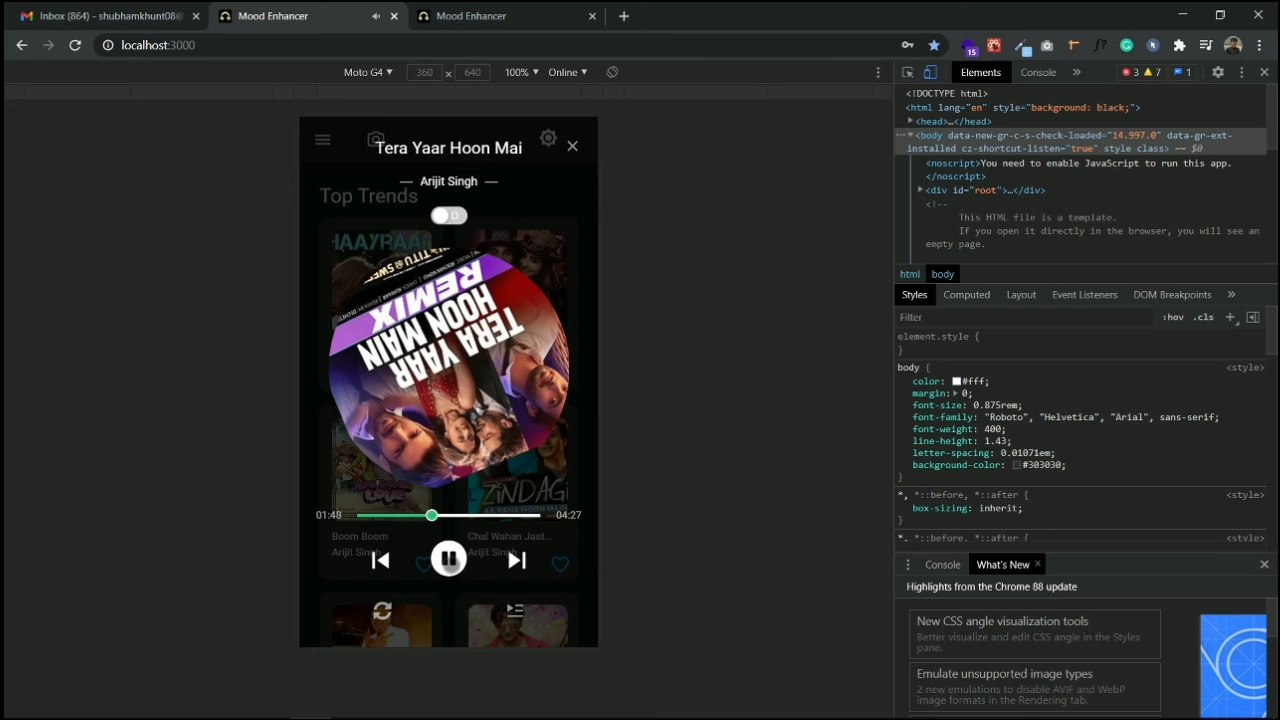 Inbox (864) - shubhamkhunt08@
Mood Enhancer
Mood Enhancer
localhost:3000
15
Moto G4
360
640
100%
Online
Elements
Console
3
7
1
<!DOCTYPE html>
<html lang="en" style="background: black;">
<head>…</head>
<body data-new-gr-c-s-check-loaded="14.997.0" data-gr-ext-
installed cz-shortcut-listen="true" style class> == $0
<noscript>You need to enable JavaScript to run this app.
</noscript>
<div id="root">…</div>
<!--
This HTML file is a template.
If you open it directly in the browser, you will see an
empty page.
html
body
Styles
Computed
Layout
Event Listeners
DOM Breakpoints
Filter
:hov
.cls
element.style {
}
body {
<style>
color: #fff;
margin: 0;
font-size: 0.875rem;
font-family: "Roboto", "Helvetica", "Arial", sans-serif;
font-weight: 400;
line-height: 1.43;
letter-spacing: 0.01071em;
background-color: #303030;
}
*, *::before, *::after {
<style>
box-sizing: inherit;
}
*, *::before, *::after {
<style>
Console
What's New
Highlights from the Chrome 88 update
New CSS angle visualization tools
Better visualize and edit CSS angle in the Styles
pane.
Emulate unsupported image types
2 new emulations to disable AVIF and WebP
image formats in the Rendering tab.
Tera Yaar Hoon Mai
— Arijit Singh —
Top Trends
D
TERA YAAR
HOON MAIN
REMIX
ZINDAGI
01:48
04:27
Boom Boom
Arijit Singh
Chal Wahan Jaat...
Arijit Singh